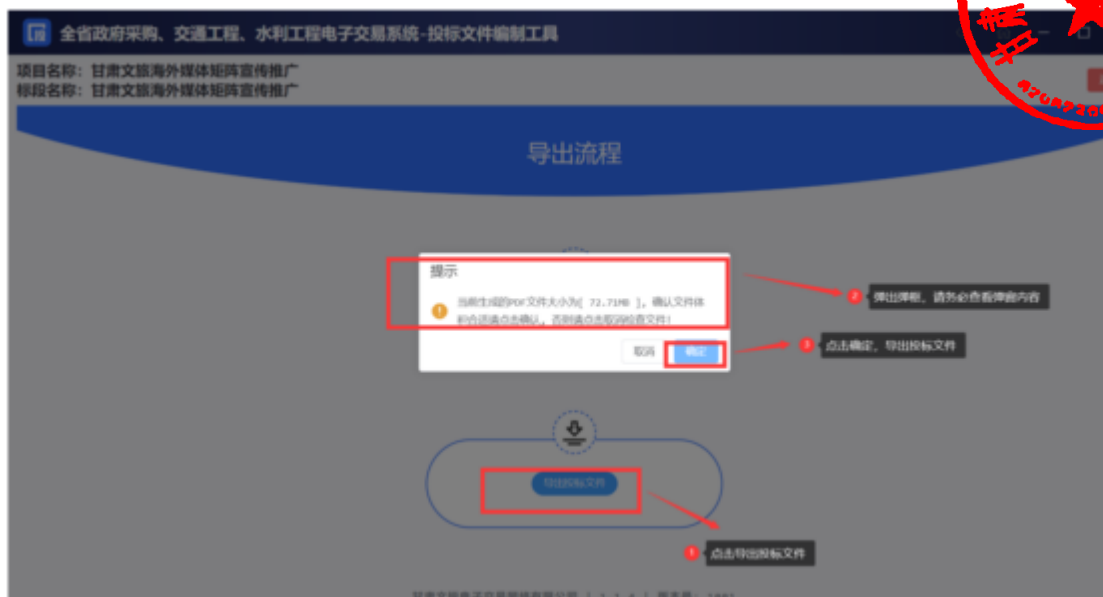 投 全省政府采购、交通工程、水利工程电子交易系统-投标文件编制工具
项目名称：甘肃文旅海外媒体矩阵宣传推广
标段名称：甘肃文旅海外媒体矩阵宣传推广
导出流程
提示
当前生成的PDF文件大小为[ 72.71MB ]，确认文件体
积合适请点击确认，否则请点击取消检查文件！
取消 确定
2 弹出弹框，请务必查看弹窗内容
3 点击确定，导出投标文件
导出投标文件
1 点击导出投标文件